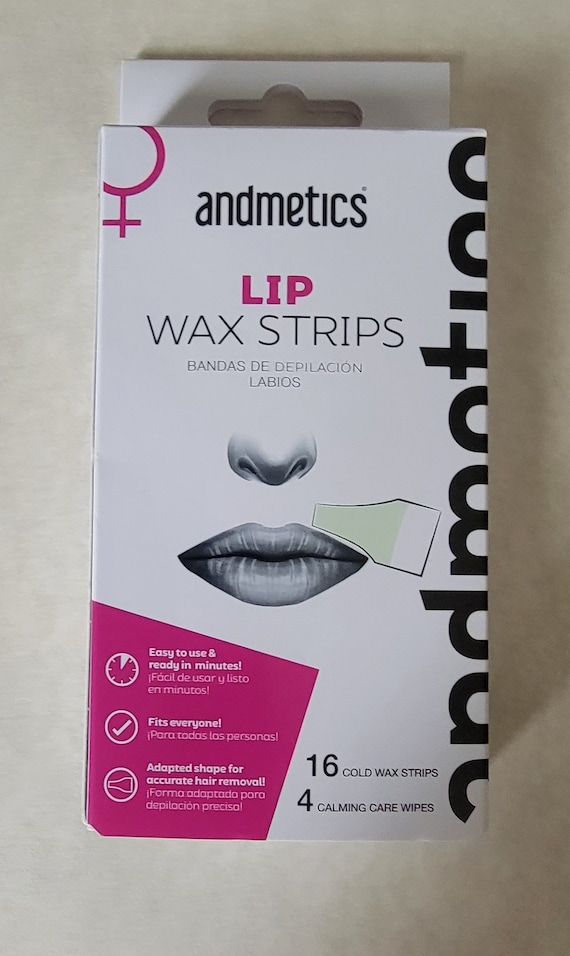 andmetics®
LIP
WAX STRIPS
BANDAS DE DEPILACIÓN
LABIOS
andmetics
Easy to use &
ready in minutes!
¡Fácil de usar y listo
en minutos!
Fits everyone!
¡Para todas las personas!
Adapted shape for
accurate hair removal!
¡Forma adaptada para
depilación precisa!
16 COLD WAX STRIPS
4 CALMING CARE WIPES